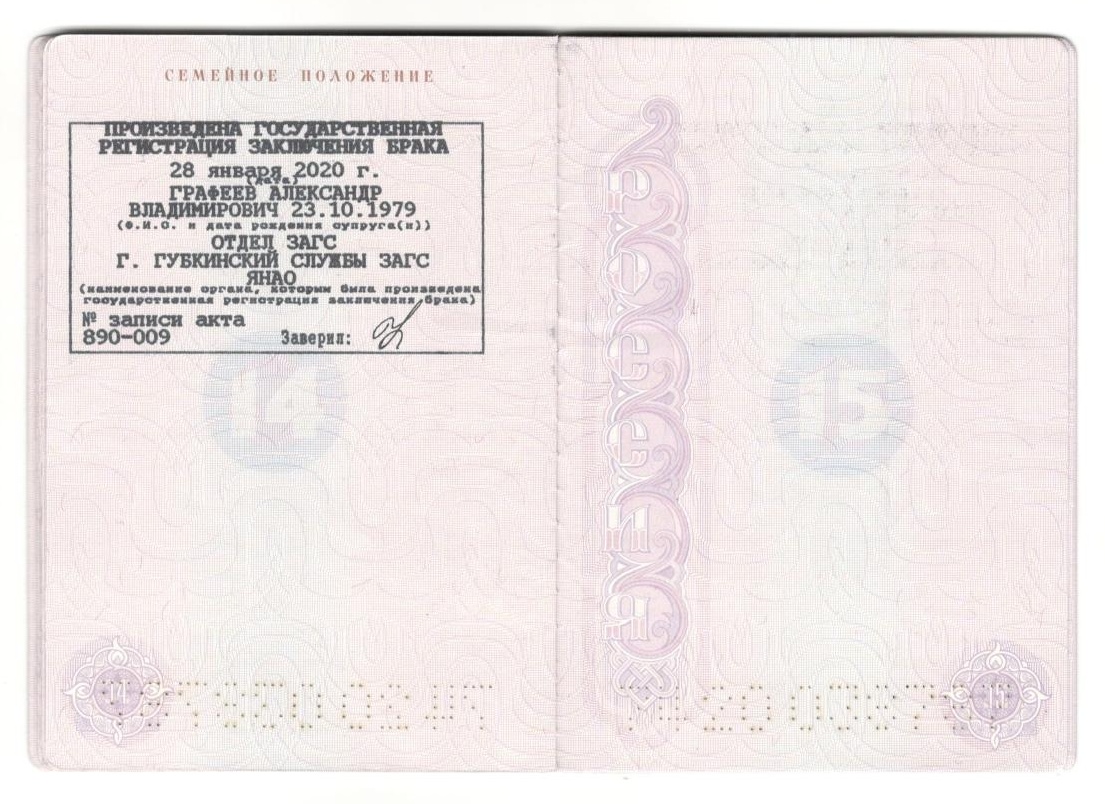 СЕМЕЙНОЕ ПОЛОЖЕНИЕ
ПРОИЗВЕДЕНА ГОСУДАРСТВЕННАЯ
РЕГИСТРАЦИЯ ЗАКЛЮЧЕНИЯ БРАКА
28 января 2020 г.
(дата)
ГРАФЕЕВ АЛЕКСАНДР
ВЛАДИМИРОВИЧ 23.10.1979
(Ф.И.О. и дата рождения супруга(и))
ОТДЕЛ ЗАГС
Г. ГУБКИНСКИЙ СЛУЖБЫ ЗАГС
ЯНАО
(наименование органа, которым была произведена
государственная регистрация заключения брака)
№ записи акта
890-009 Заверил:
14
14
РОССИЯ
15
15